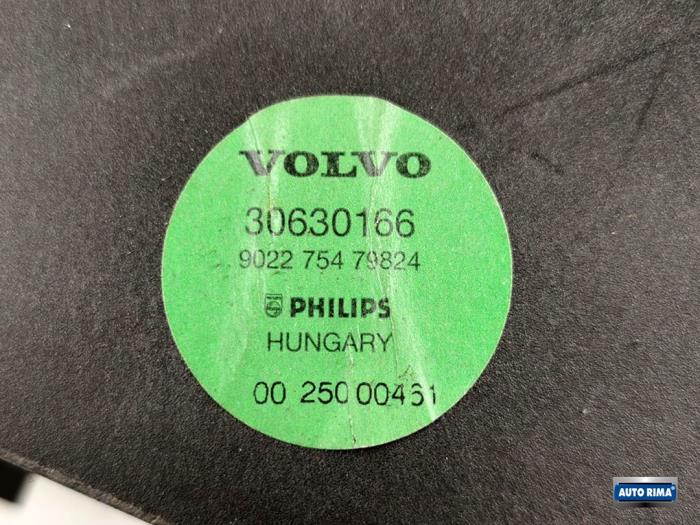 VOLVO
30630166
9022 754 79824
PHILIPS
HUNGARY
00 250 00461
AUTO RIMA